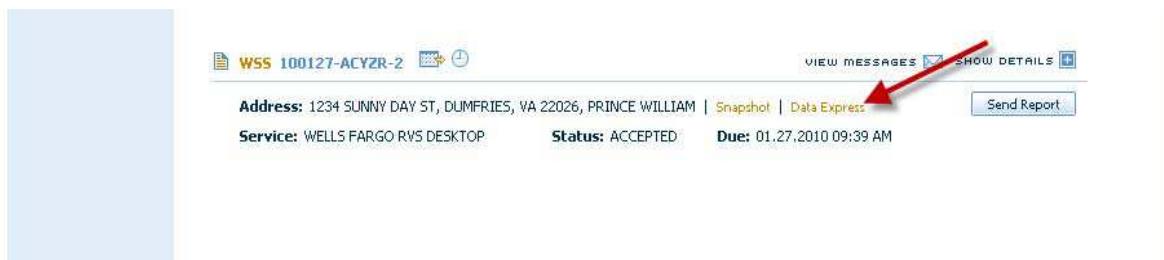 WSS 100127-ACYZR-2 VIEW MESSAGES SHOW DETAILS
Address: 1234 SUNNY DAY ST, DUMFRIES, VA 22026, PRINCE WILLIAM | Snapshot | Data Express Send Report
Service: WELLS FARGO RVS DESKTOP Status: ACCEPTED Due: 01.27.2010 09:39 AM